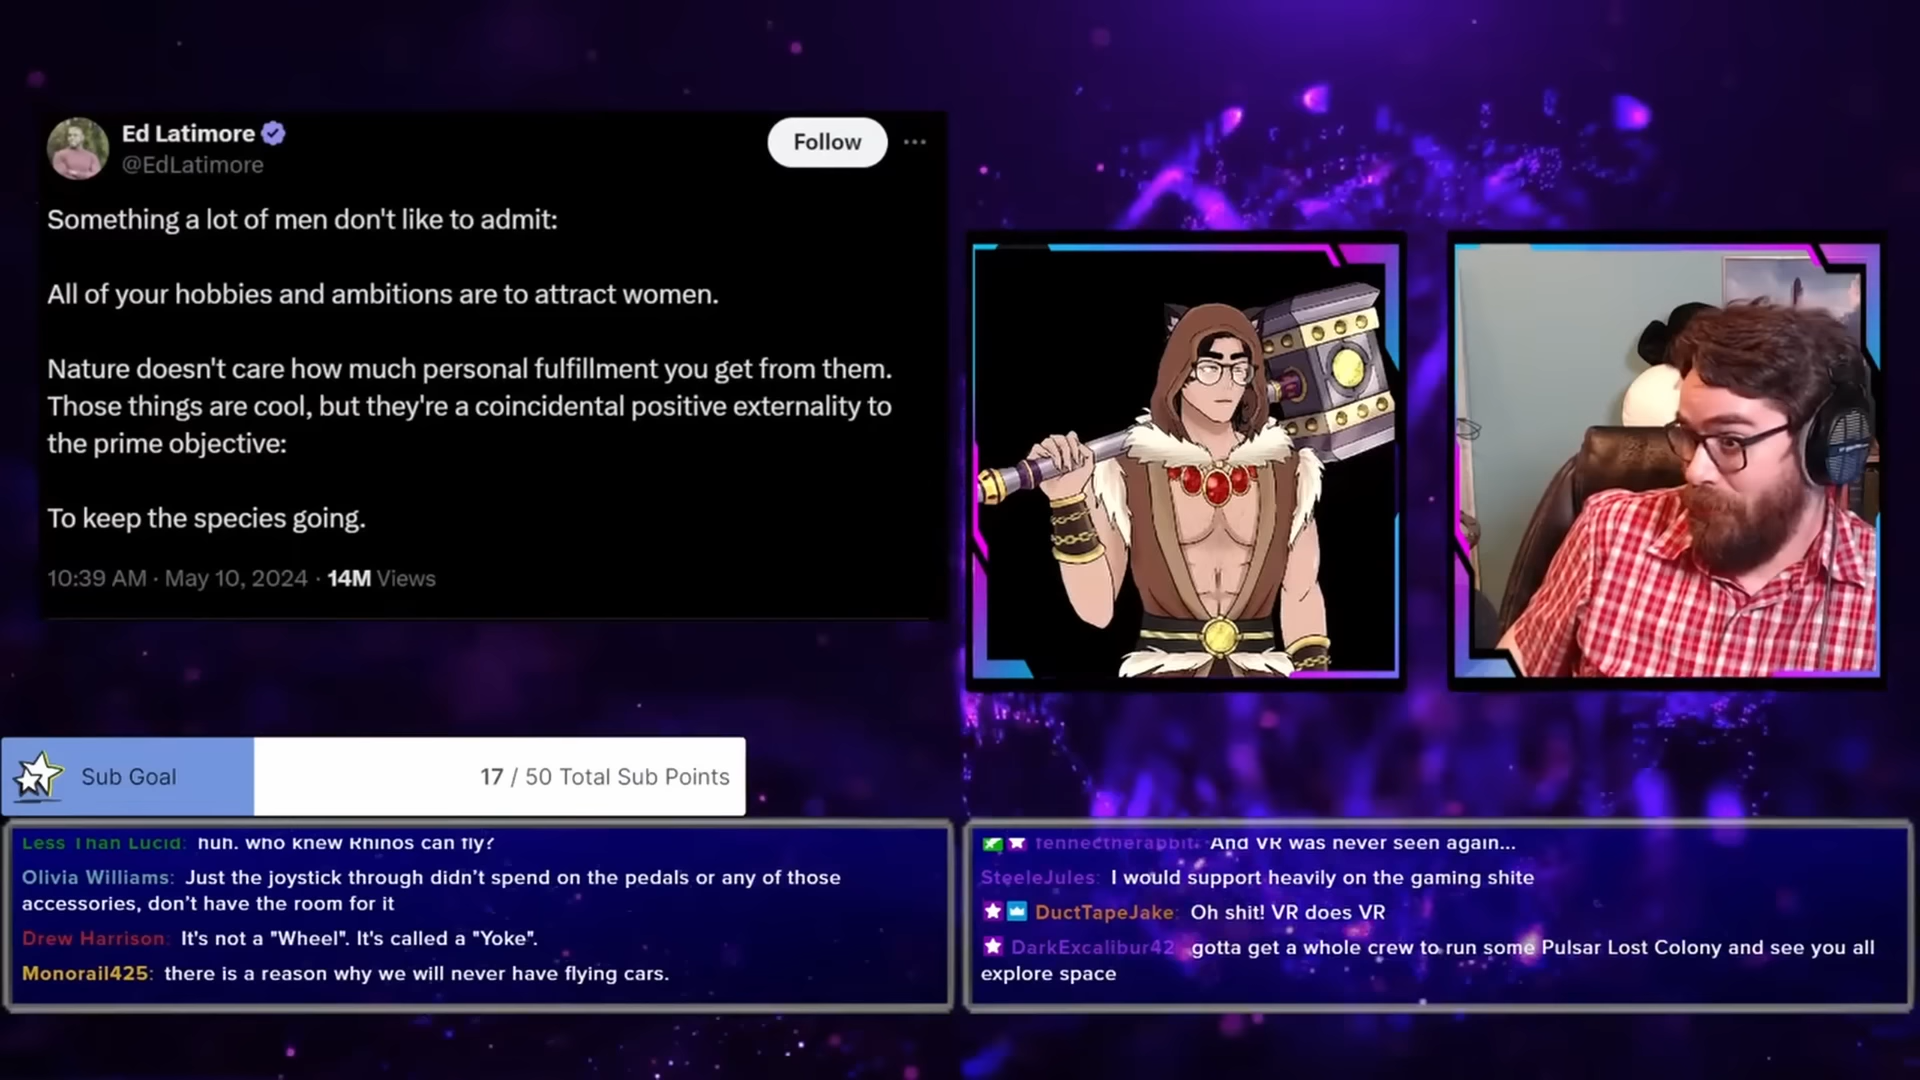 Ed Latimore
@EdLatimore
Follow
Something a lot of men don't like to admit:
All of your hobbies and ambitions are to attract women.
Nature doesn't care how much personal fulfillment you get from them.
Those things are cool, but they're a coincidental positive externality to
the prime objective:
To keep the species going.
10:39 AM · May 10, 2024 · 14M Views
Sub Goal
17 / 50 Total Sub Points
Less Than Lucid: huh. who knew Rhinos can fly?
Olivia Williams: Just the joystick through didn't spend on the pedals or any of those
accessories, don't have the room for it
Drew Harrison: It's not a "Wheel". It's called a "Yoke".
Monorail425: there is a reason why we will never have flying cars.
fennectherabbit: And VR was never seen again...
SteeleJules: I would support heavily on the gaming shite
DuctTapeJake: Oh shit! VR does VR
DarkExcalibur42 gotta get a whole crew to run some Pulsar Lost Colony and see you all
explore space